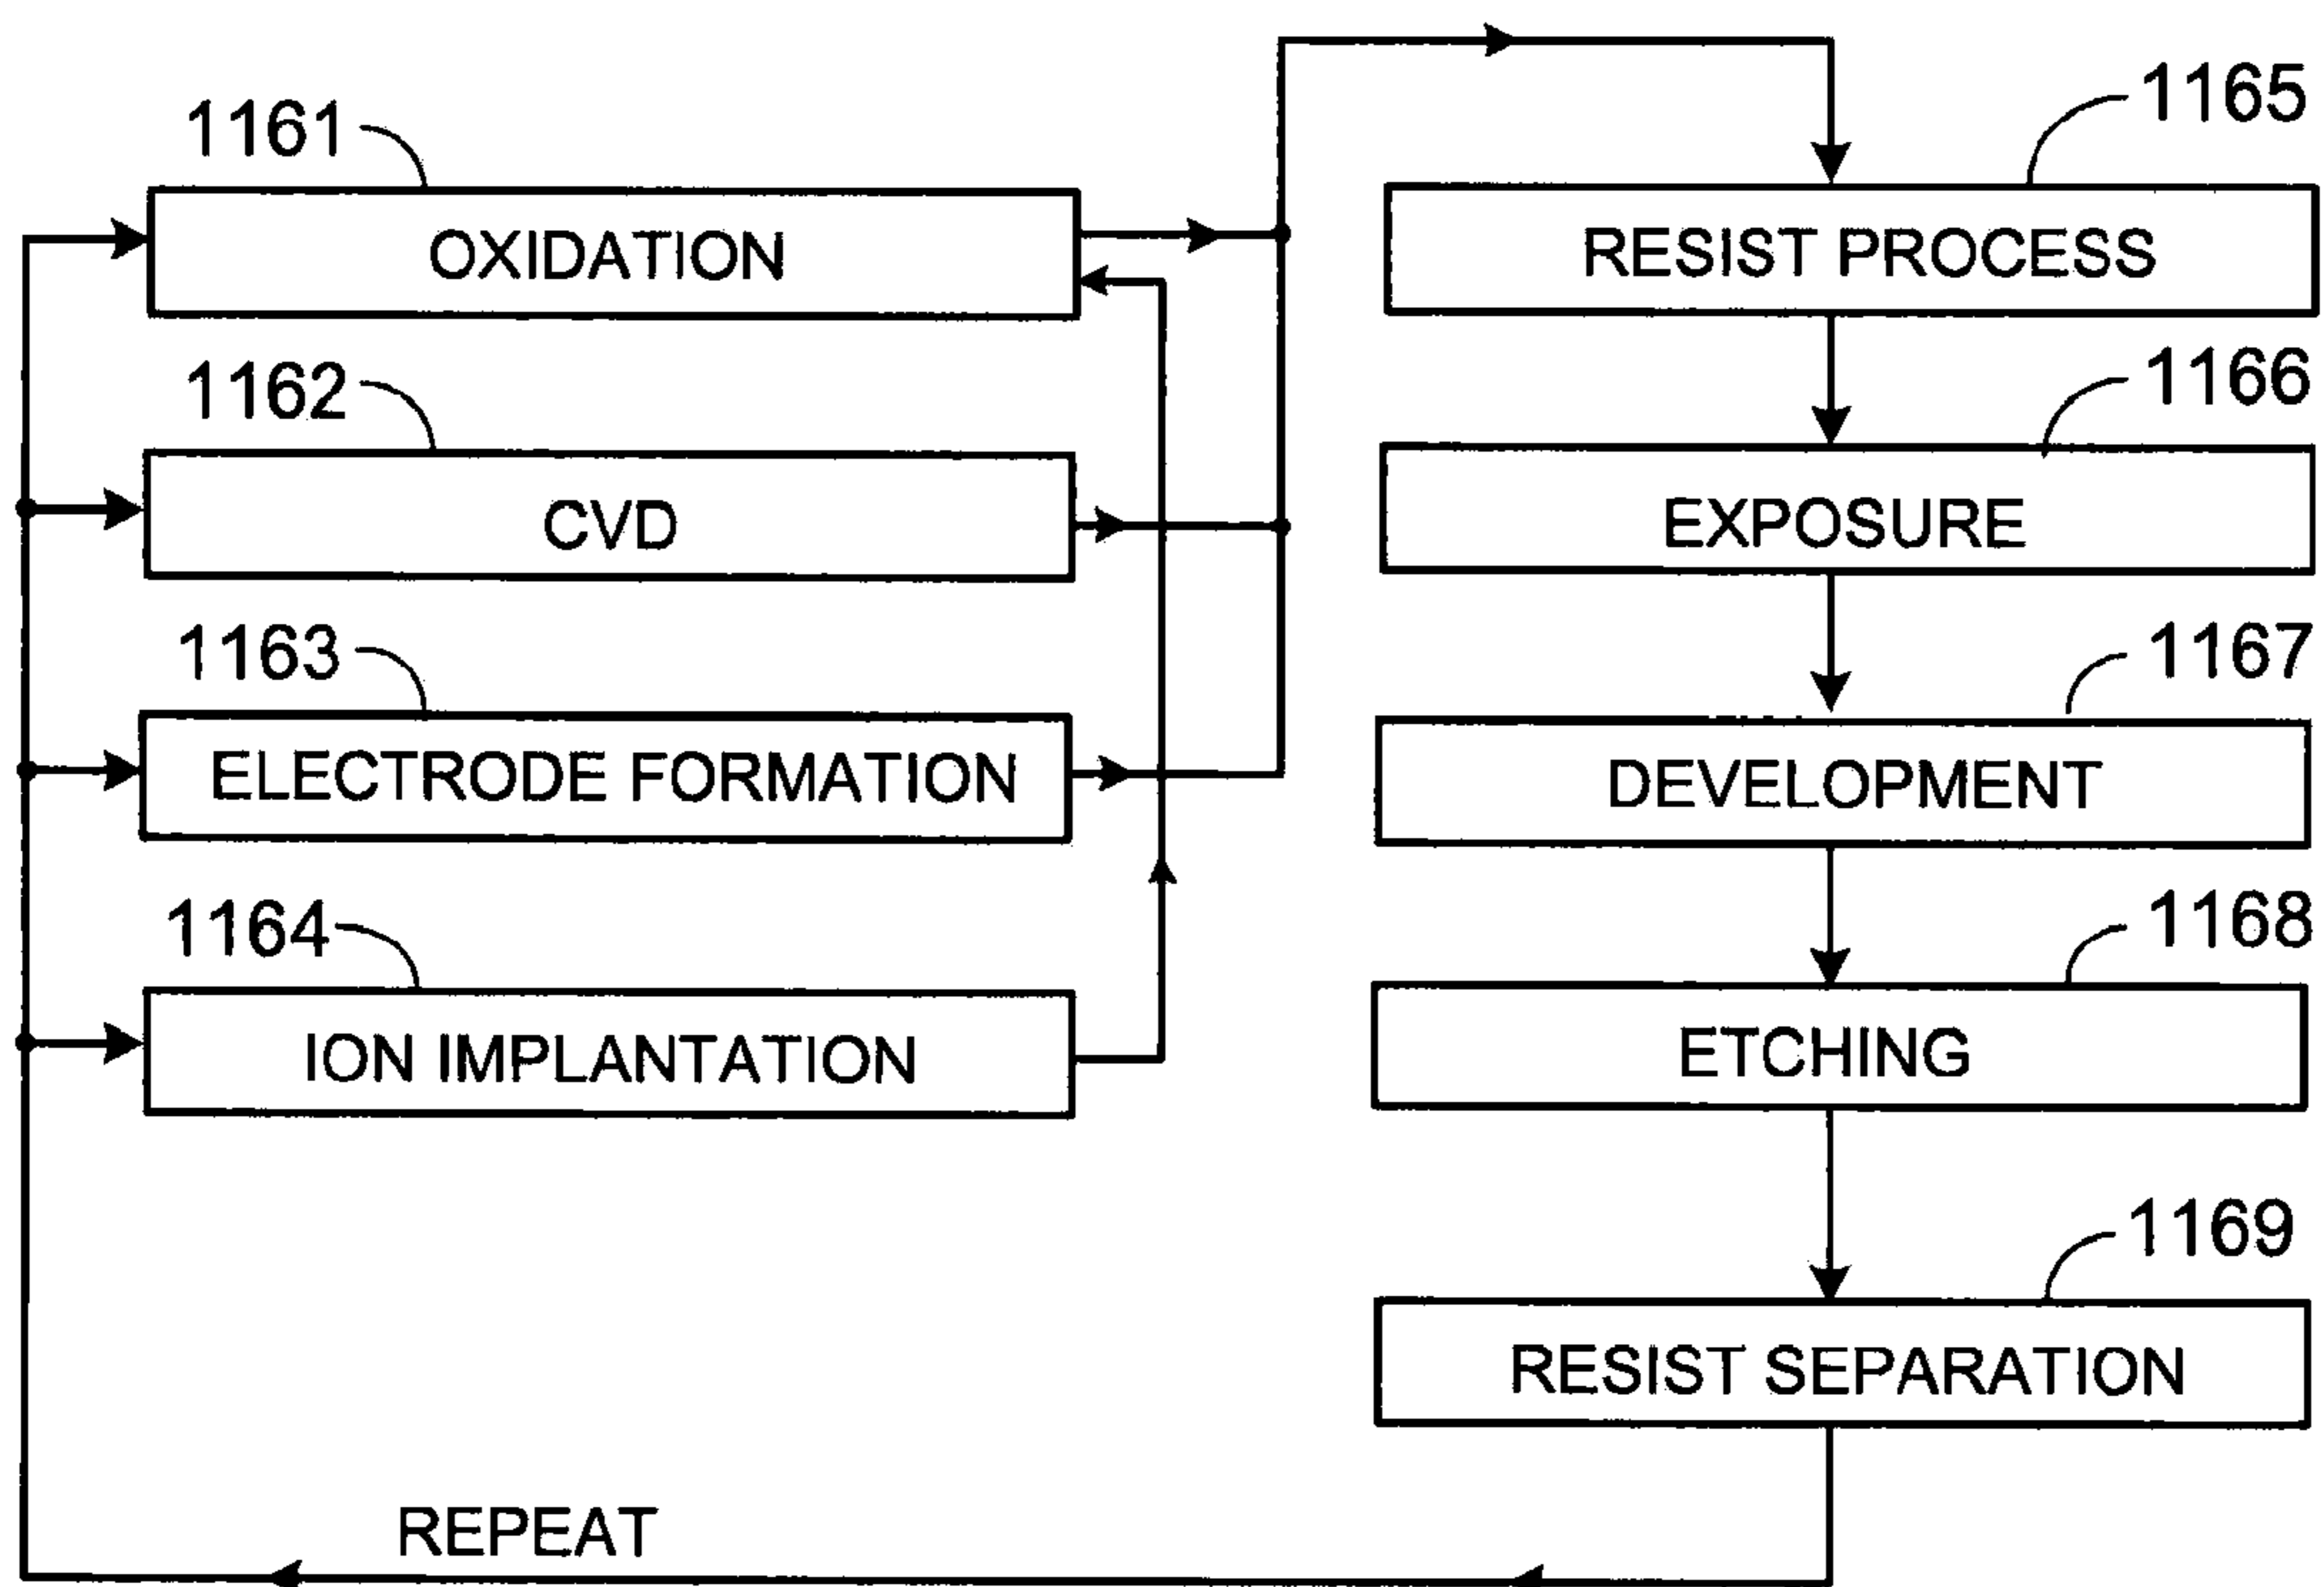 1161
OXIDATION
1162
CVD
1163
ELECTRODE FORMATION
1164
ION IMPLANTATION
1165
RESIST PROCESS
1166
EXPOSURE
1167
DEVELOPMENT
1168
ETCHING
1169
RESIST SEPARATION
REPEAT